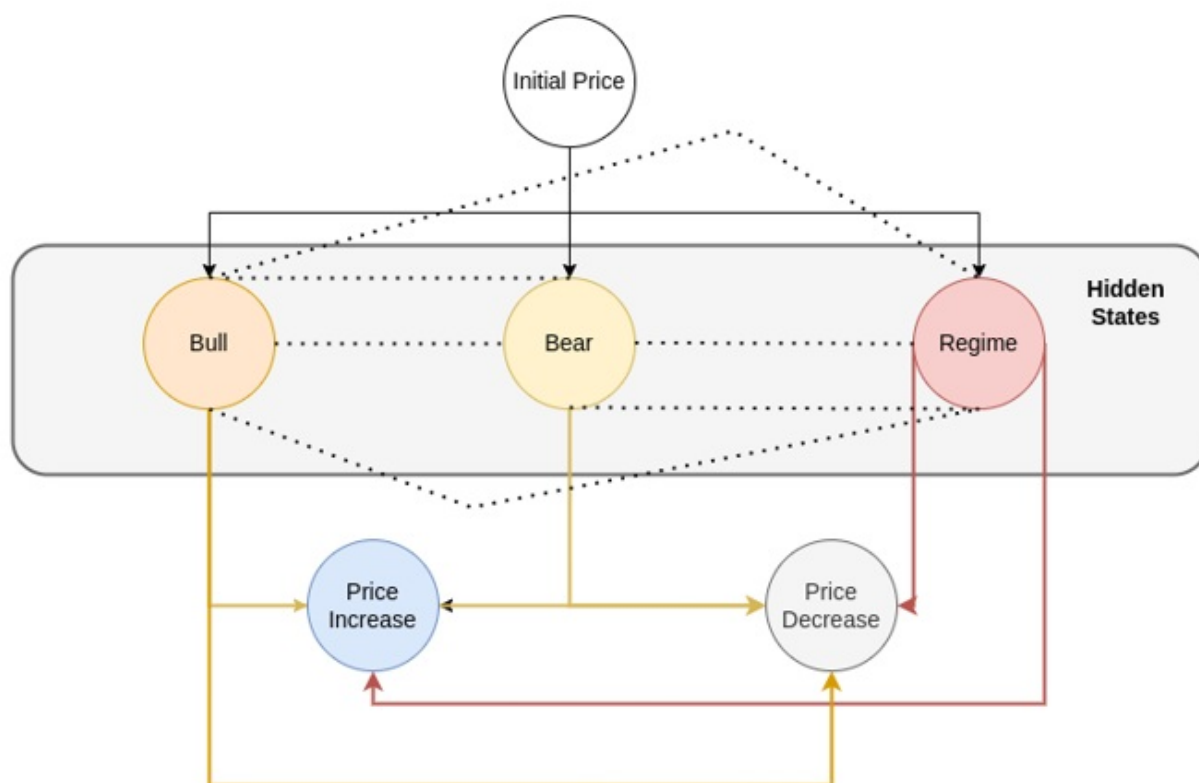 Initial Price
Hidden
States
Bull
Bear
Regime
Price
Increase
Price
Decrease